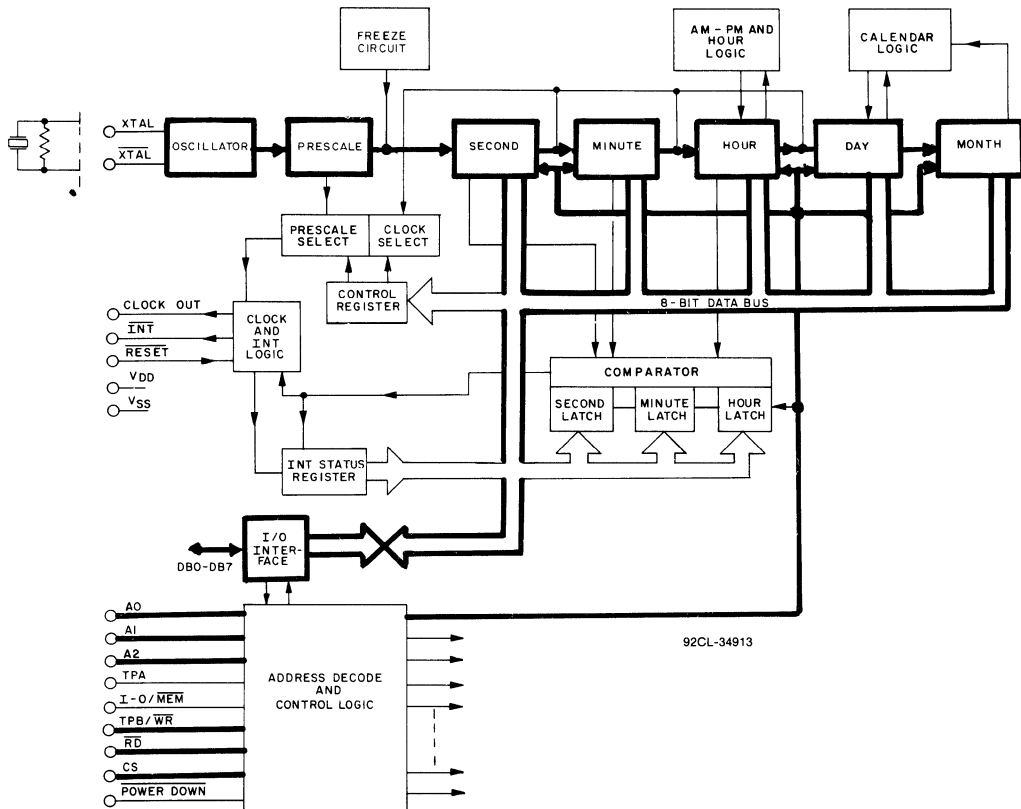 FREEZE
CIRCUIT
AM – PM AND
HOUR
LOGIC
CALENDAR
LOGIC
XTAL
XTAL
OSCILLATOR
PRESCALE
SECOND
MINUTE
HOUR
DAY
MONTH
PRESCALE
SELECT
CLOCK
SELECT
CONTROL
REGISTER
8-BIT DATA BUS
CLOCK OUT
INT
RESET
VDD
VSS
CLOCK
AND
INT
LOGIC
COMPARATOR
SECOND
LATCH
MINUTE
LATCH
HOUR
LATCH
INT STATUS
REGISTER
I/O
INTER-
FACE
DB0-DB7
A0
A1
A2
TPA
I-O/MEM
TPB/WR
RD
CS
POWER DOWN
ADDRESS DECODE
AND
CONTROL LOGIC
92CL-34913